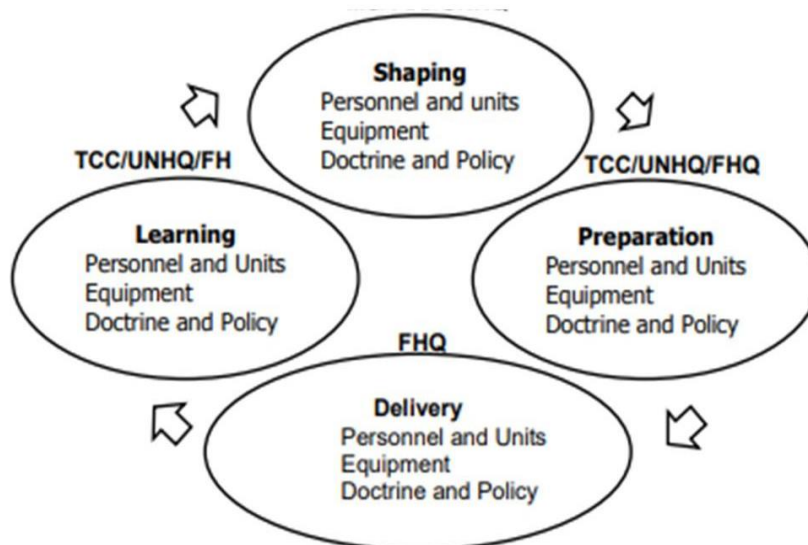 Shaping
Personnel and units
Equipment
Doctrine and Policy
TCC/UNHQ/FH
TCC/UNHQ/FHQ
Learning
Personnel and Units
Equipment
Doctrine and Policy
Preparation
Personnel and Units
Equipment
Doctrine and Policy
FHQ
Delivery
Personnel and Units
Equipment
Doctrine and Policy